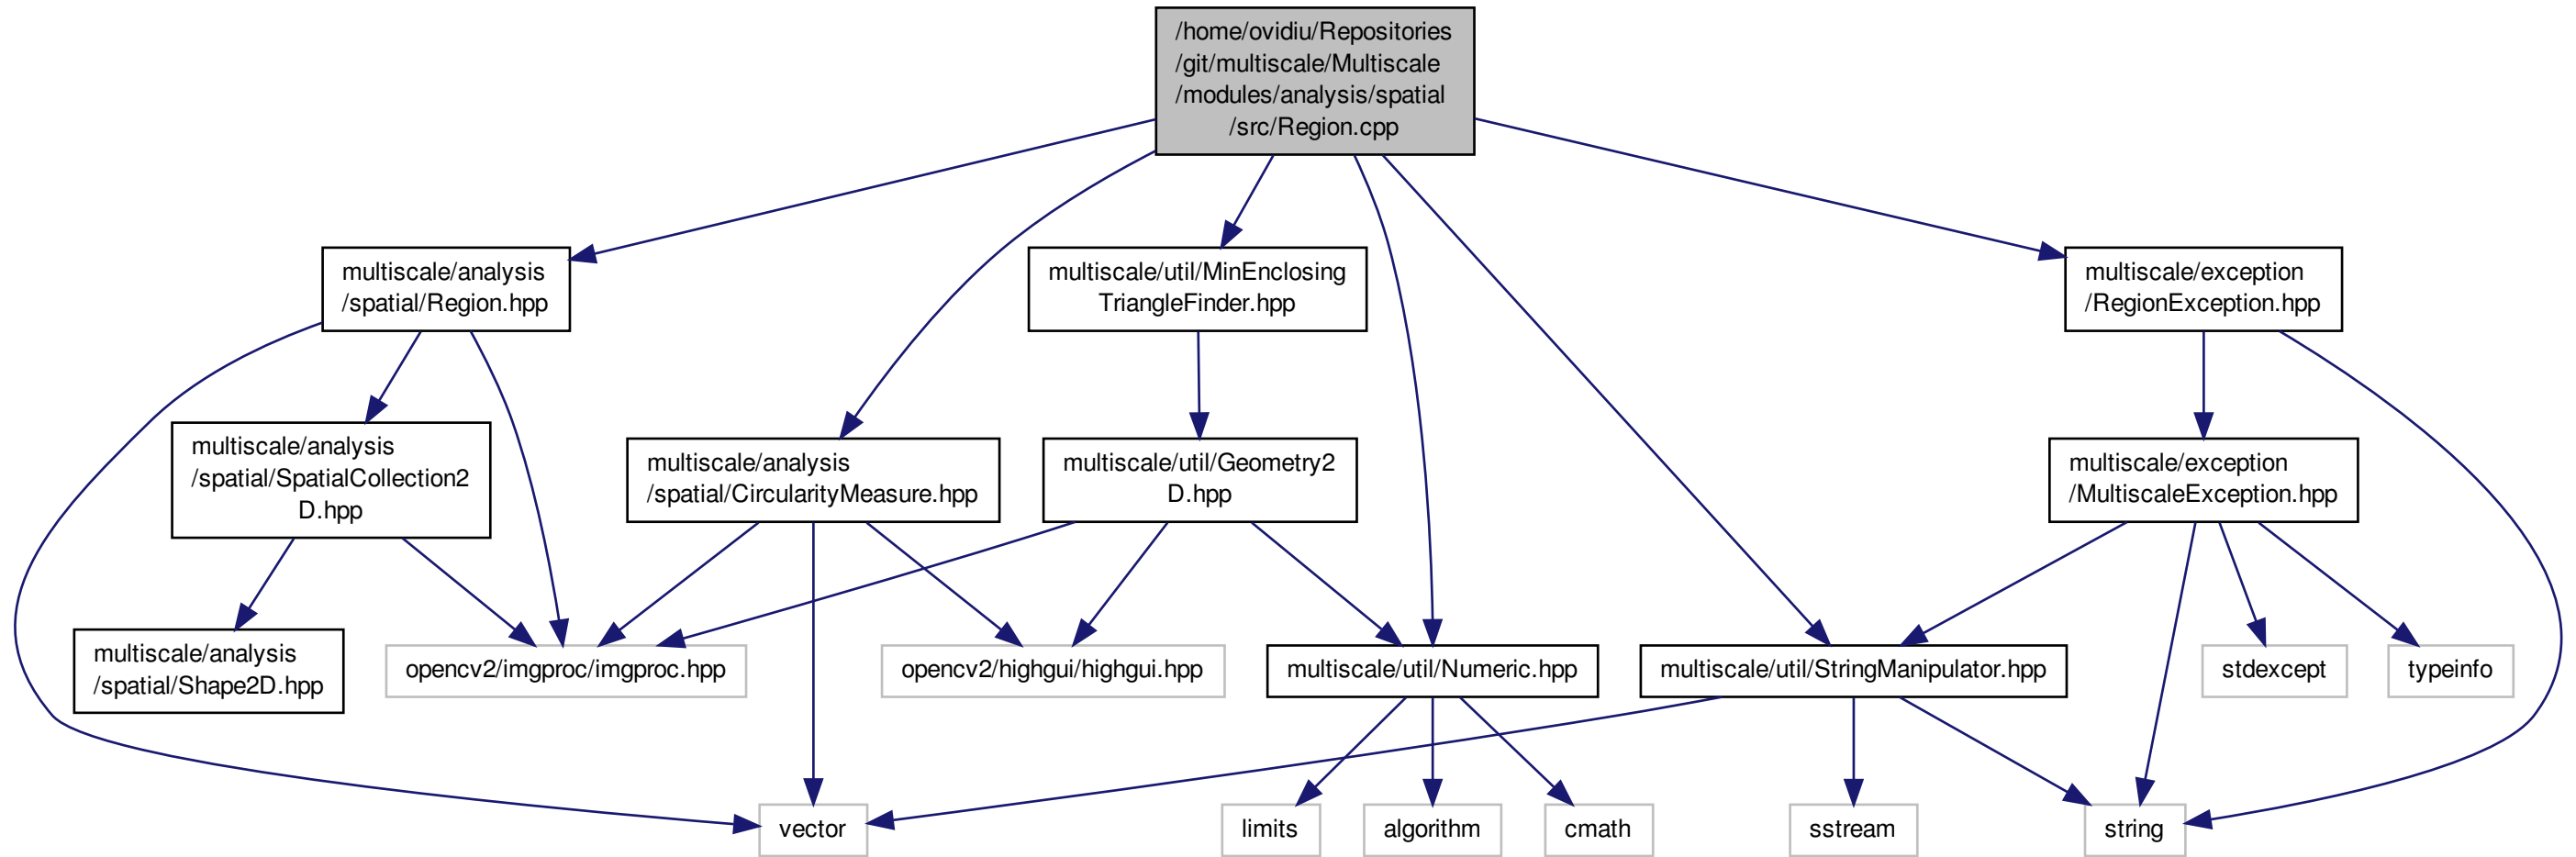 /home/ovidiu/Repositories
/git/multiscale/Multiscale
/modules/analysis/spatial
/src/Region.cpp
multiscale/analysis
/spatial/Region.hpp
multiscale/util/MinEnclosing
TriangleFinder.hpp
multiscale/exception
/RegionException.hpp
multiscale/analysis
/spatial/SpatialCollection2
D.hpp
multiscale/analysis
/spatial/CircularityMeasure.hpp
multiscale/util/Geometry2
D.hpp
multiscale/exception
/MultiscaleException.hpp
multiscale/analysis
/spatial/Shape2D.hpp
opencv2/imgproc/imgproc.hpp
opencv2/highgui/highgui.hpp
multiscale/util/Numeric.hpp
multiscale/util/StringManipulator.hpp
stdexcept
typeinfo
vector
limits
algorithm
cmath
sstream
string